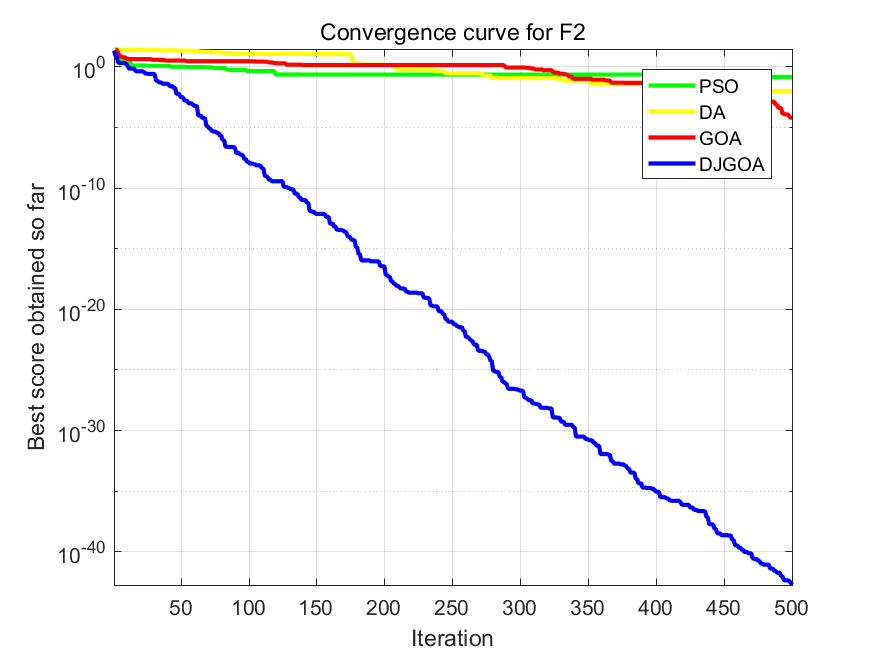 Convergence curve for F2
Best score obtained so far
10^0
10^-10
10^-20
10^-30
10^-40
PSO
DA
GOA
DJGOA
50 100 150 200 250 300 350 400 450 500
Iteration